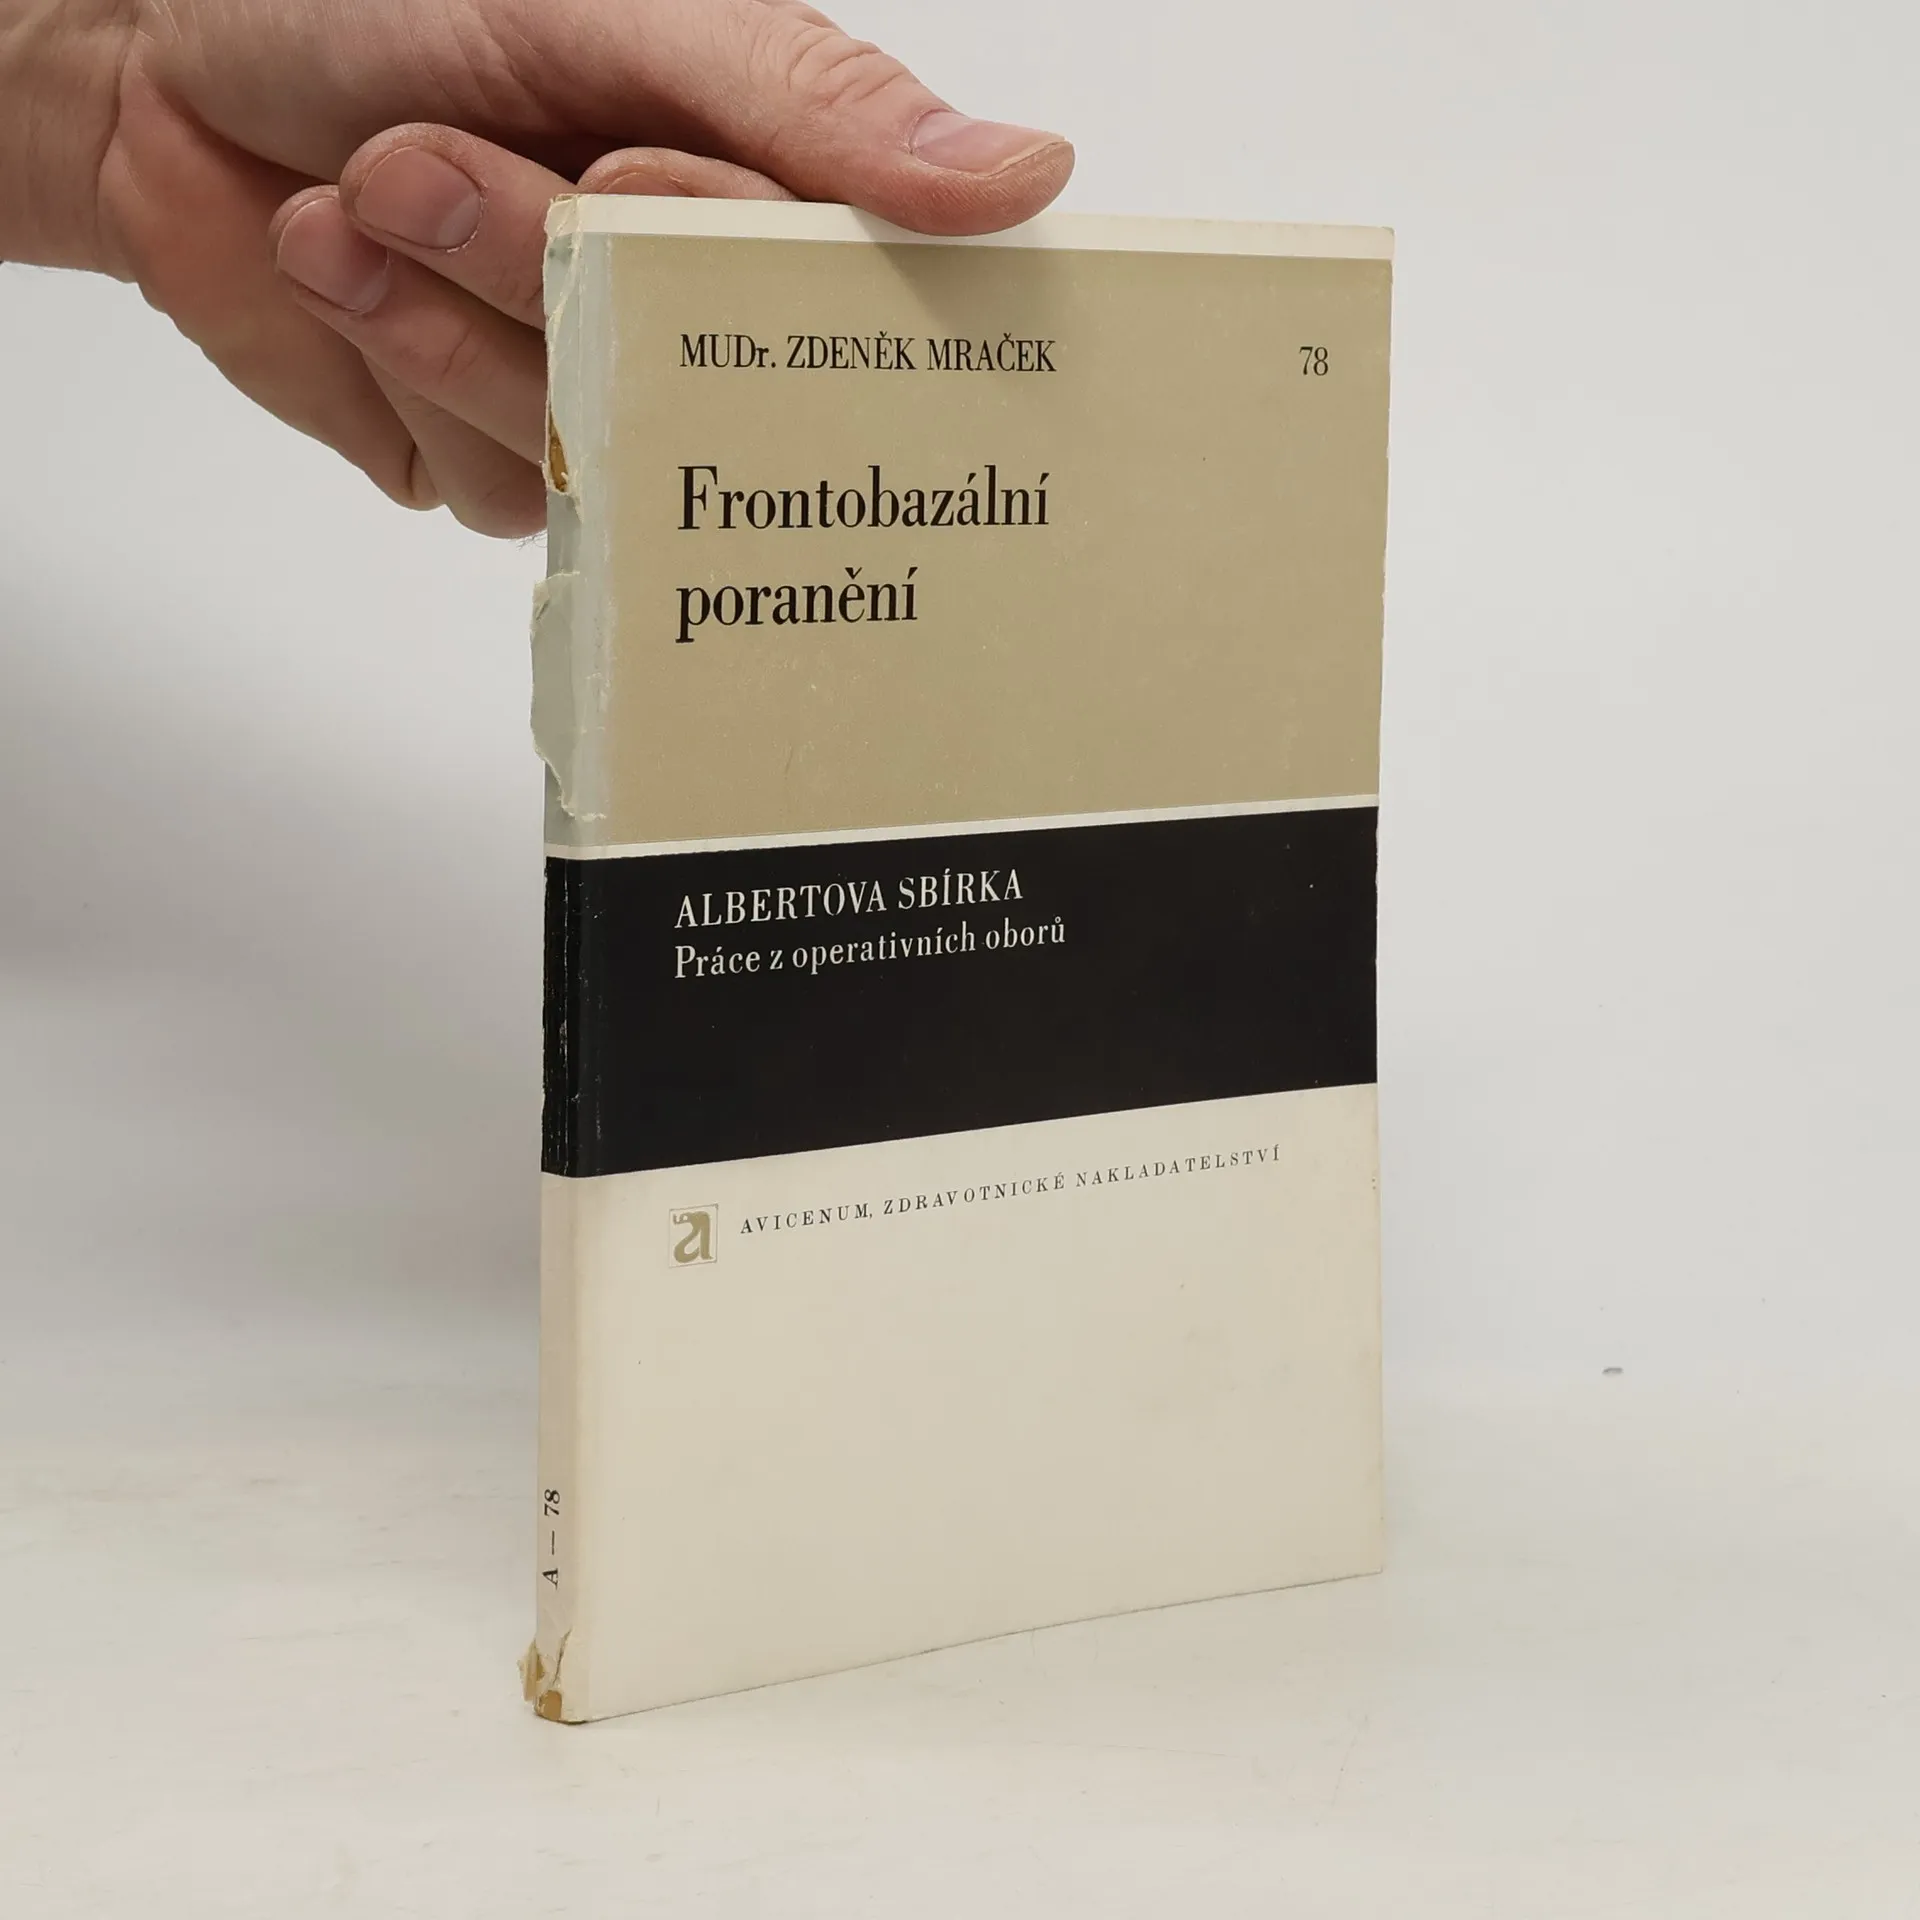 MUDr. ZDENĚK MRAČEK 78
Frontobazální
poranění
ALBERTOVA SBÍRKA
Práce z operativních oborů
a AVICENUM, ZDRAVOTNICKÉ NAKLADATELSTVÍ
A — 78